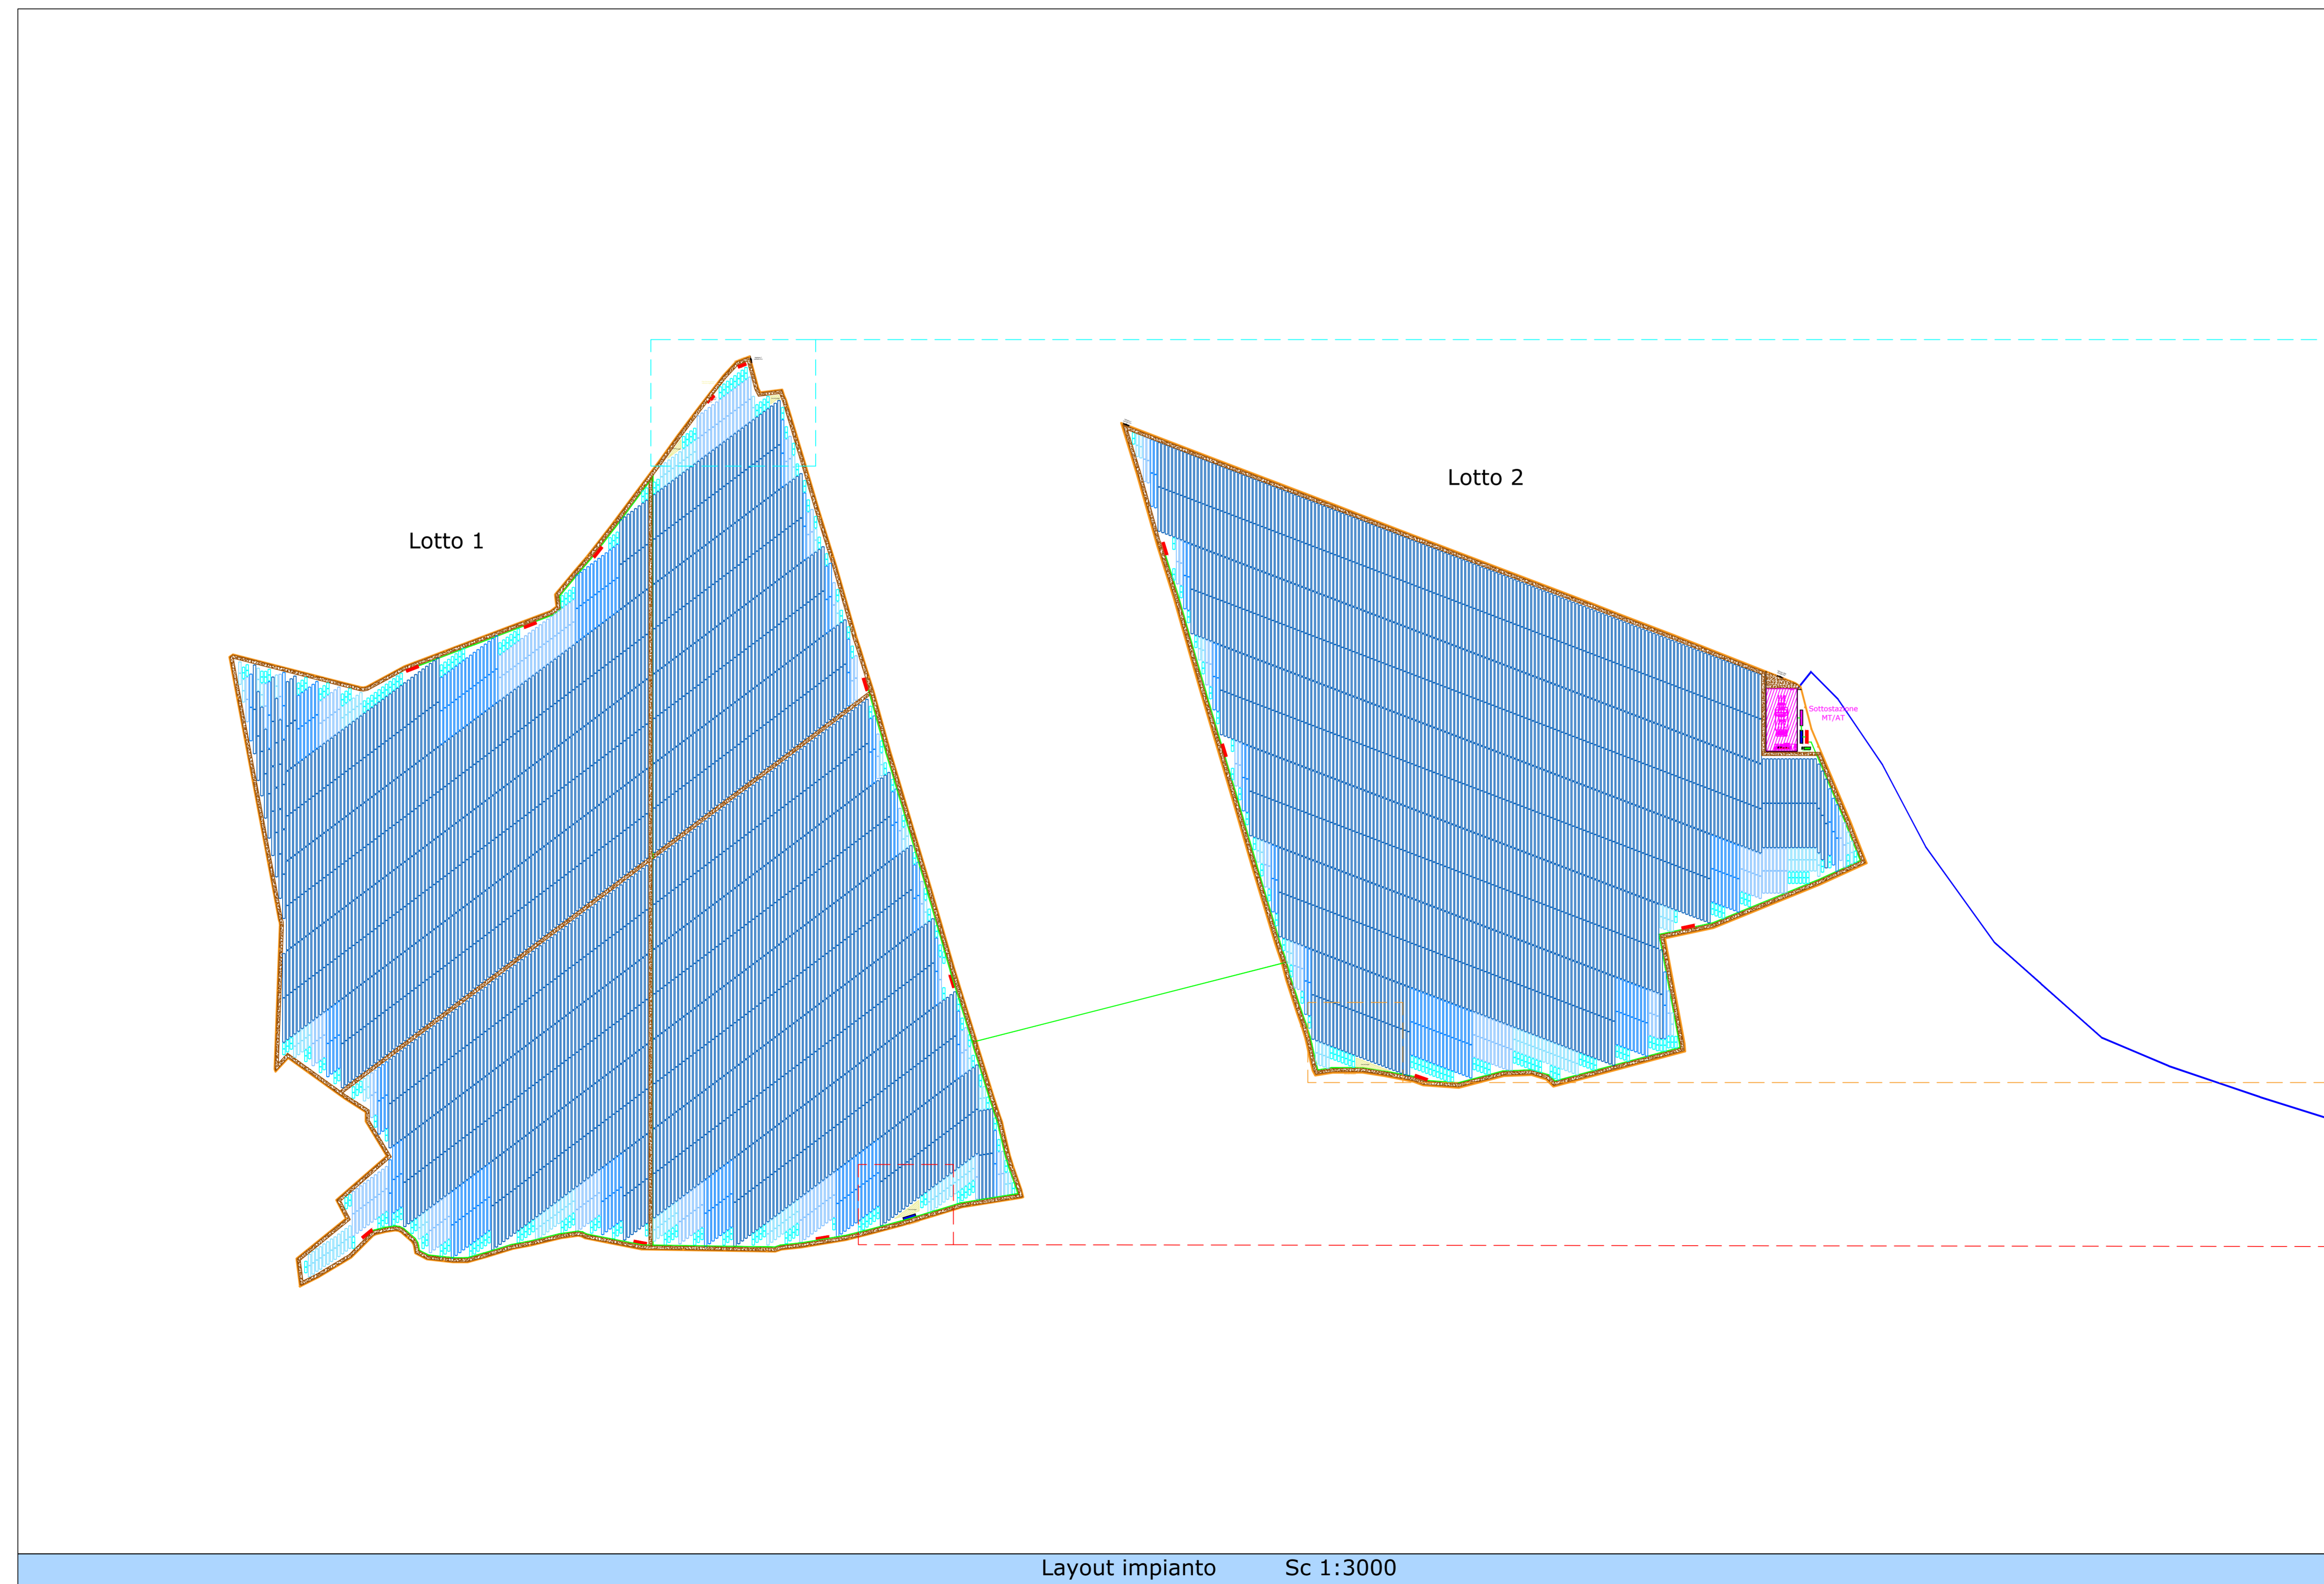 Lotto 2
Lotto 1
Sottostazione
MT/AT
Layout impianto Sc 1:3000